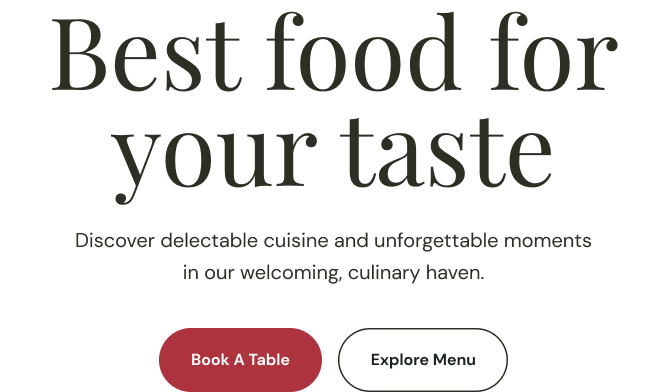 Best food for
your taste
Discover delectable cuisine and unforgettable moments
in our welcoming, culinary haven.
Book A Table
Explore Menu